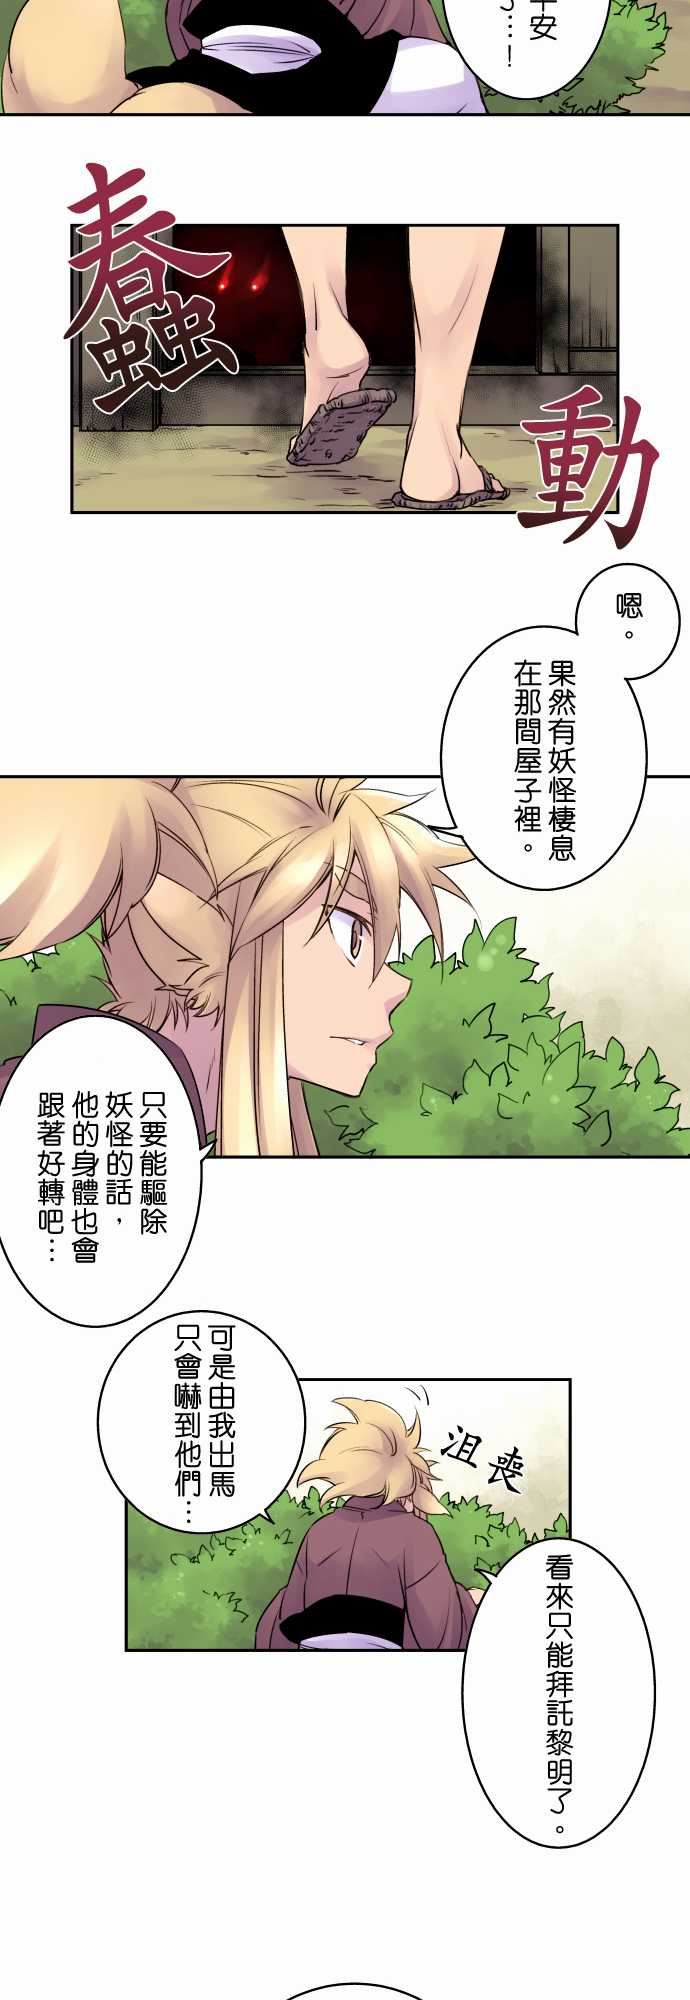 平安
了…！
蠢
動
嗯。
果然有妖怪棲息
在那間屋子裡。
只要能驅除
妖怪的話，
他的身體也會
跟著好轉吧…
可是由我出馬
只會嚇到他們…
沮喪
看來只能拜託黎明了。